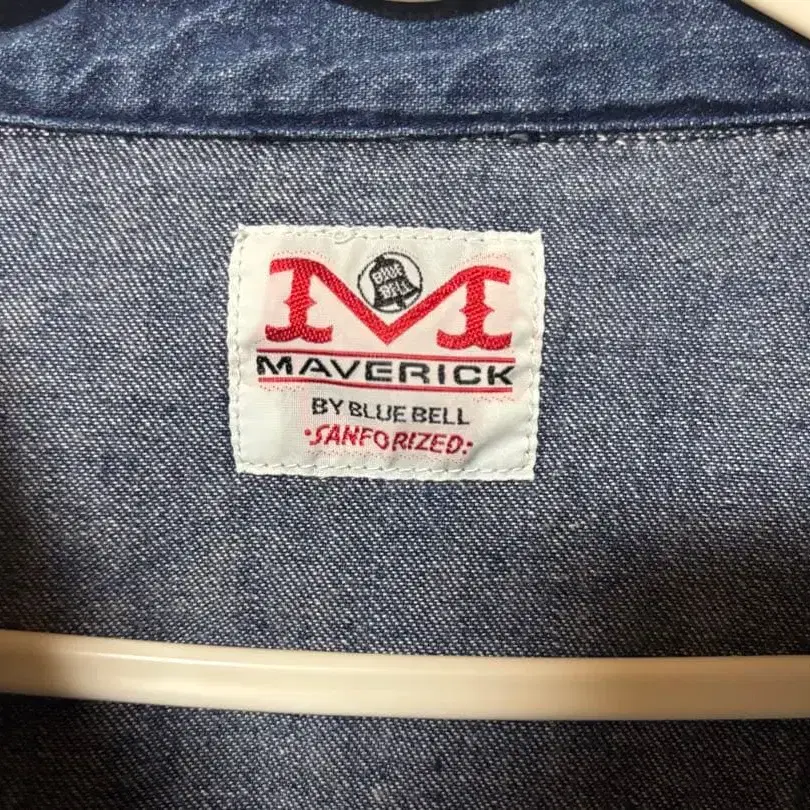 BLUE
BELL
M
MAVERICK
BY BLUE BELL
·SANFORIZED·